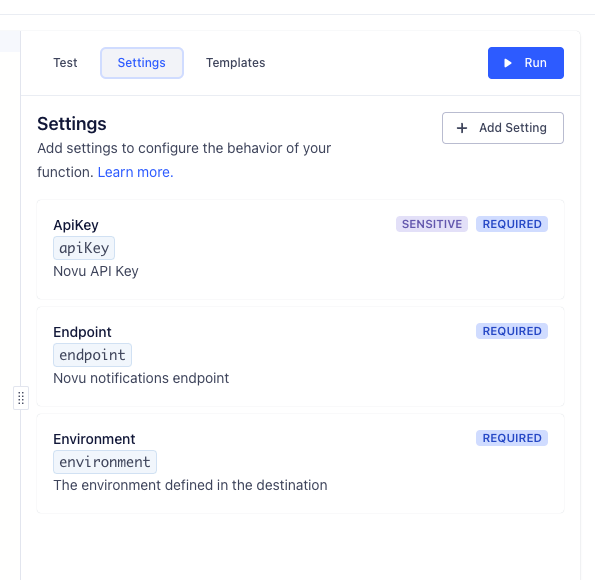 Test Settings Templates Run
Settings
Add Setting
Add settings to configure the behavior of your
function. Learn more.
ApiKey SENSITIVE REQUIRED
apiKey
Novu API Key
Endpoint REQUIRED
endpoint
Novu notifications endpoint
Environment REQUIRED
environment
The environment defined in the destination